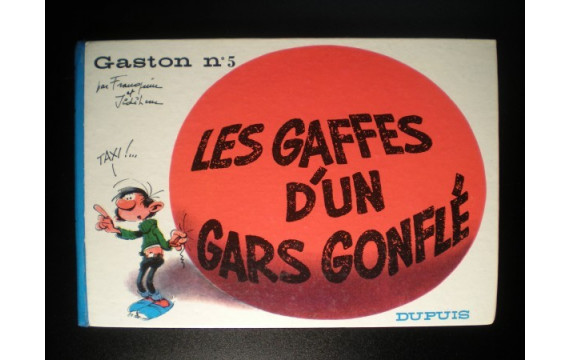 Gaston n°5
par Franquin
et Jidéhem
TAXI!...
LES GAFFES
D'UN
GARS GONFLÉ
DUPUIS